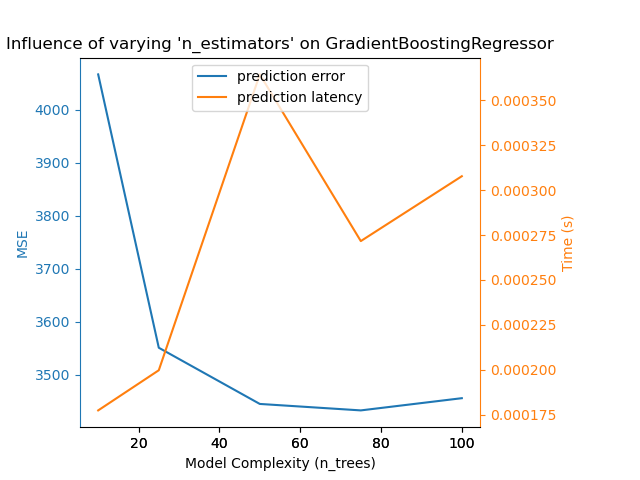 Influence of varying 'n_estimators' on GradientBoostingRegressor
prediction error
prediction latency
4000
3900
3800
3700
3600
3500
MSE
0.000350
0.000325
0.000300
0.000275
0.000250
0.000225
0.000200
0.000175
Time (s)
20 40 60 80 100
Model Complexity (n_trees)